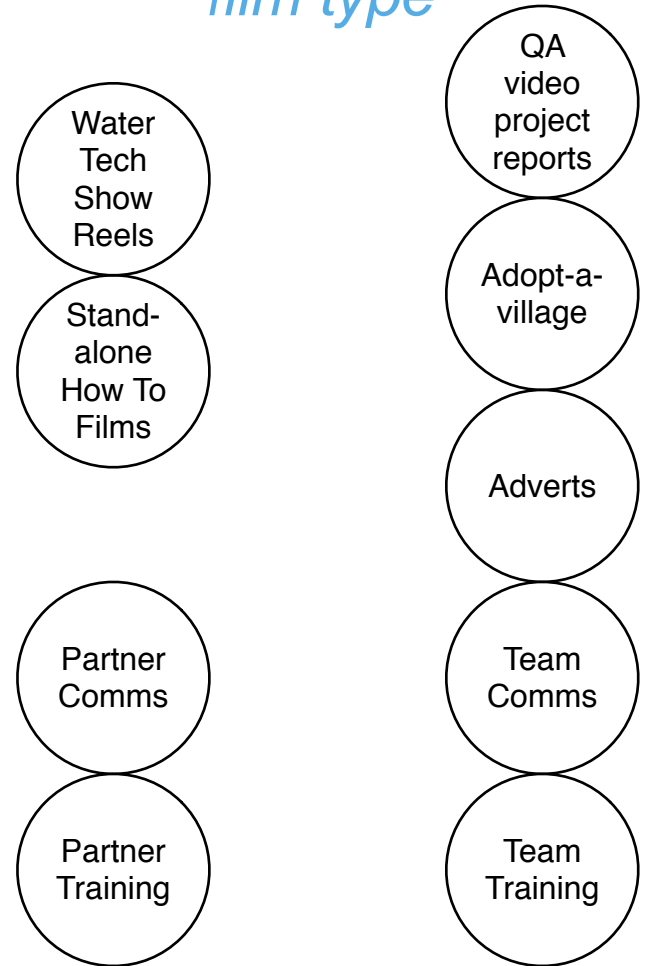 film type
Water
Tech
Show
Reels
Stand-
alone
How To
Films
Partner
Comms
Partner
Training
QA
video
project
reports
Adopt-a-
village
Adverts
Team
Comms
Team
Training